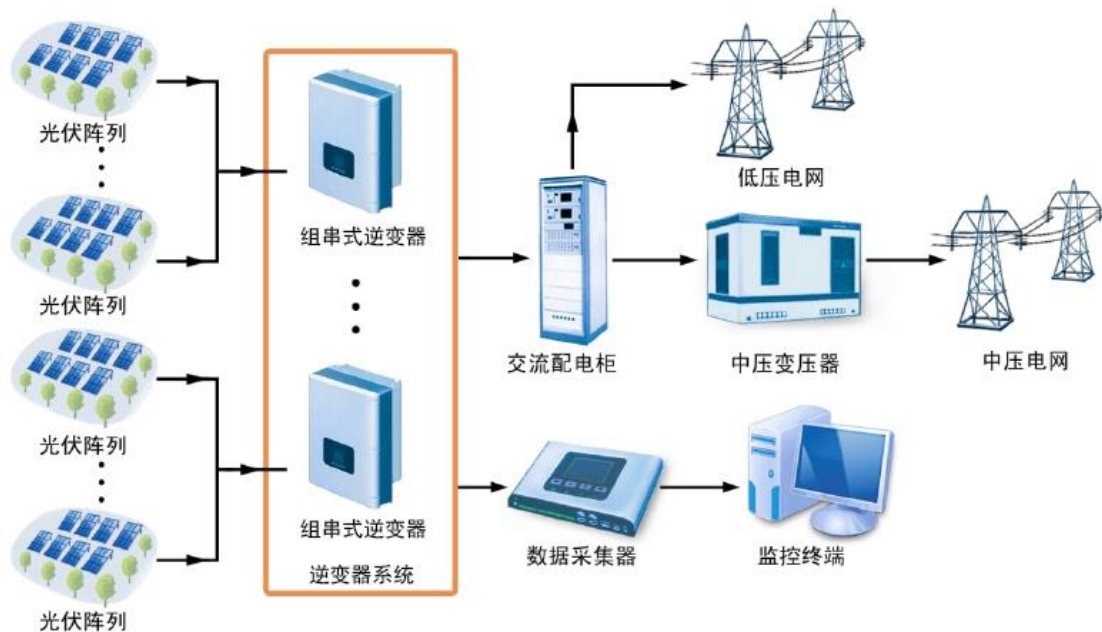 光伏阵列
光伏阵列
光伏阵列
光伏阵列
组串式逆变器
组串式逆变器
逆变器系统
交流配电柜
低压电网
中压变压器
中压电网
数据采集器
监控终端